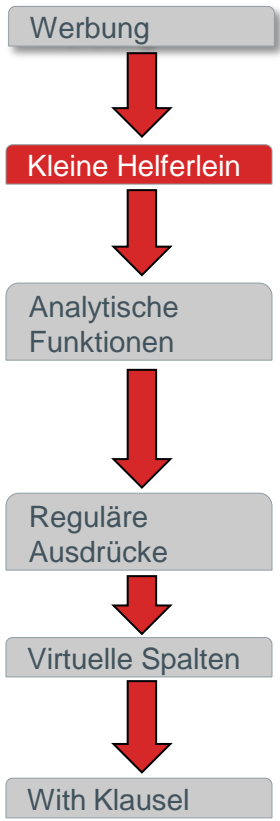 Werbung
Kleine Helferlein
Analytische
Funktionen
Reguläre
Ausdrücke
Virtuelle Spalten
With Klausel